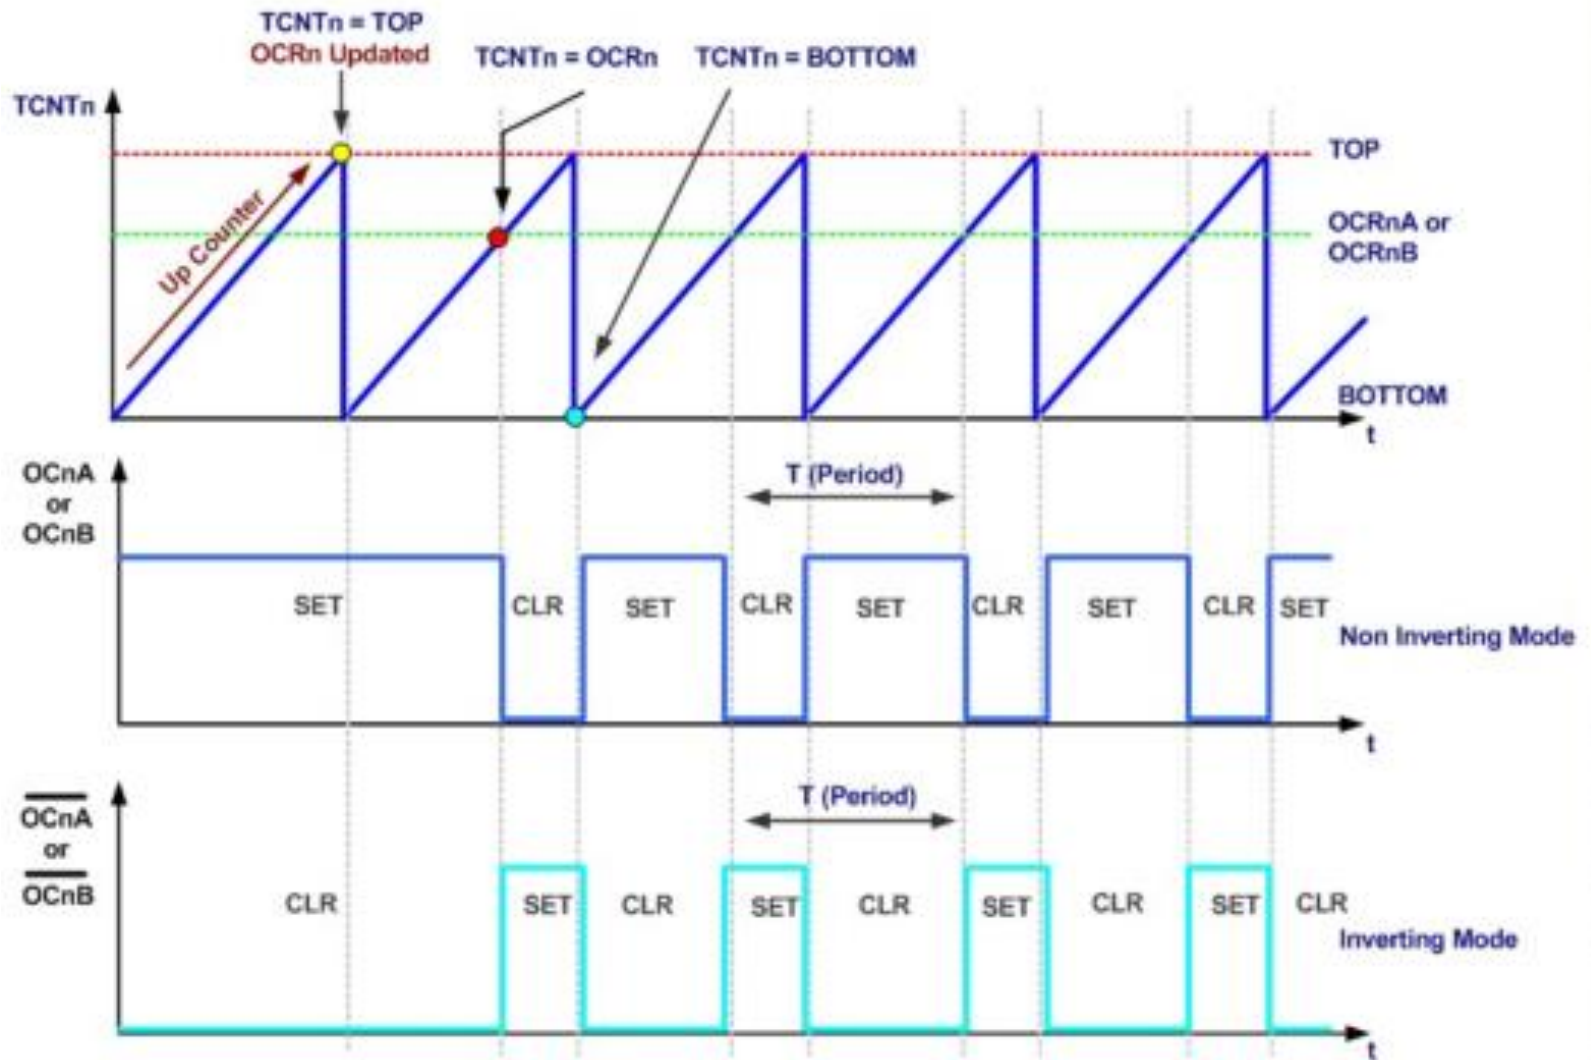 TCNTn = TOP
OCRn Updated
TCNTn = OCRn
TCNTn = BOTTOM
TCNTn
TOP
Up Counter
OCRnA or
OCRnB
BOTTOM
t
OCnA
or
OCnB
T (Period)
SET
CLR
SET
CLR
SET
CLR
SET
CLR
SET
Non Inverting Mode
t
OCnA
or
OCnB
T (Period)
CLR
SET
CLR
SET
CLR
SET
CLR
SET
CLR
Inverting Mode
t